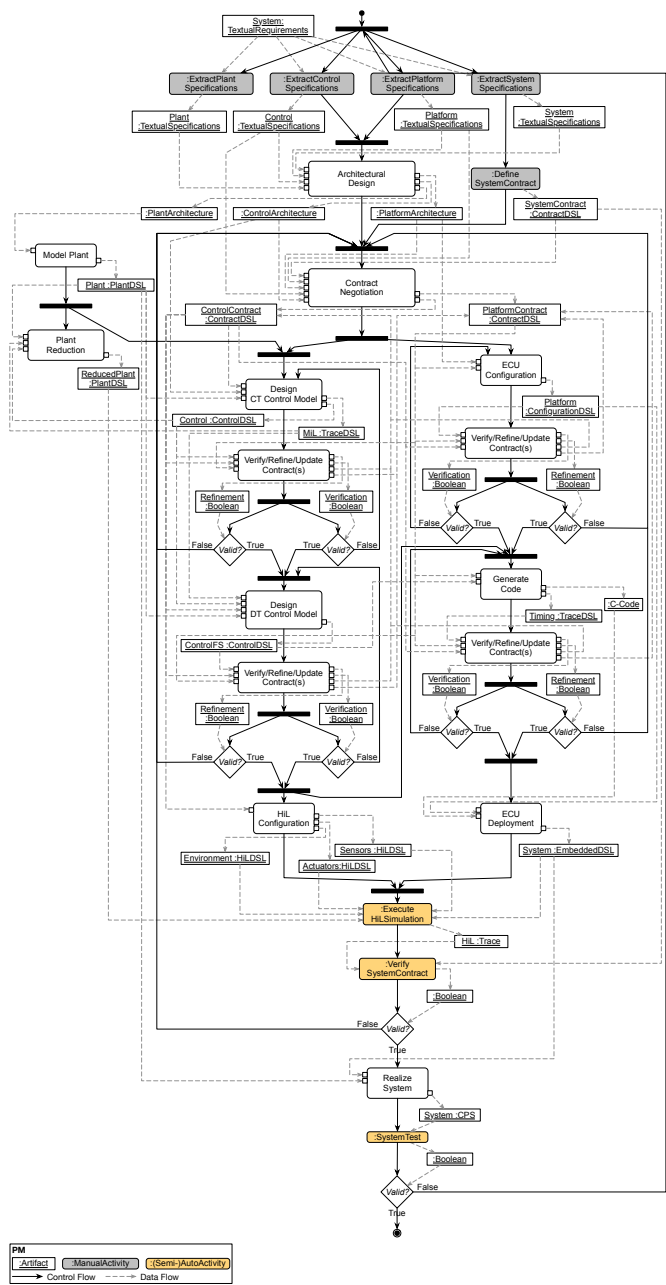 System:
TextualRequirements
:ExtractPlant
Specifications
:ExtractControl
Specifications
:ExtractPlatform
Specifications
:ExtractSystem
Specifications
Plant
:TextualSpecifications
Control
:TextualSpecifications
Platform
:TextualSpecifications
System
:TextualSpecifications
Architectural
Design
:Define
SystemContract
:PlantArchitecture
:ControlArchitecture
:PlatformArchitecture
SystemContract
:ContractDSL
Model Plant
Plant :PlantDSL
Contract
Negotiation
ControlContract
:ContractDSL
PlatformContract
:ContractDSL
Plant
Reduction
ReducedPlant
:PlantDSL
Design
CT Control Model
ECU
Configuration
Control :ControlDSL
MiL :TraceDSL
Platform
:ConfigurationDSL
Verify/Refine/Update
Contract(s)
Verify/Refine/Update
Contract(s)
Refinement
:Boolean
Verification
:Boolean
Verification
:Boolean
Refinement
:Boolean
False
Valid?
True
True
Valid?
False
False
Valid?
True
True
Valid?
False
Design
DT Control Model
Generate
Code
:C-Code
Timing :TraceDSL
ControlFS :ControlDSL
Verify/Refine/Update
Contract(s)
Verify/Refine/Update
Contract(s)
Refinement
:Boolean
Verification
:Boolean
Verification
:Boolean
Refinement
:Boolean
False
Valid?
True
True
Valid?
False
False
Valid?
True
True
Valid?
False
HiL
Configuration
ECU
Deployment
Environment :HiLDSL
Sensors :HiLDSL
Actuators:HiLDSL
System :EmbeddedDSL
:Execute
HiLSimulation
HiL :Trace
:Verify
SystemContract
:Boolean
False
Valid?
True
Realize
System
System :CPS
:SystemTest
:Boolean
Valid?
False
True
PM
:Artifact
:ManualActivity
:(Semi-)AutoActivity
Control Flow
Data Flow